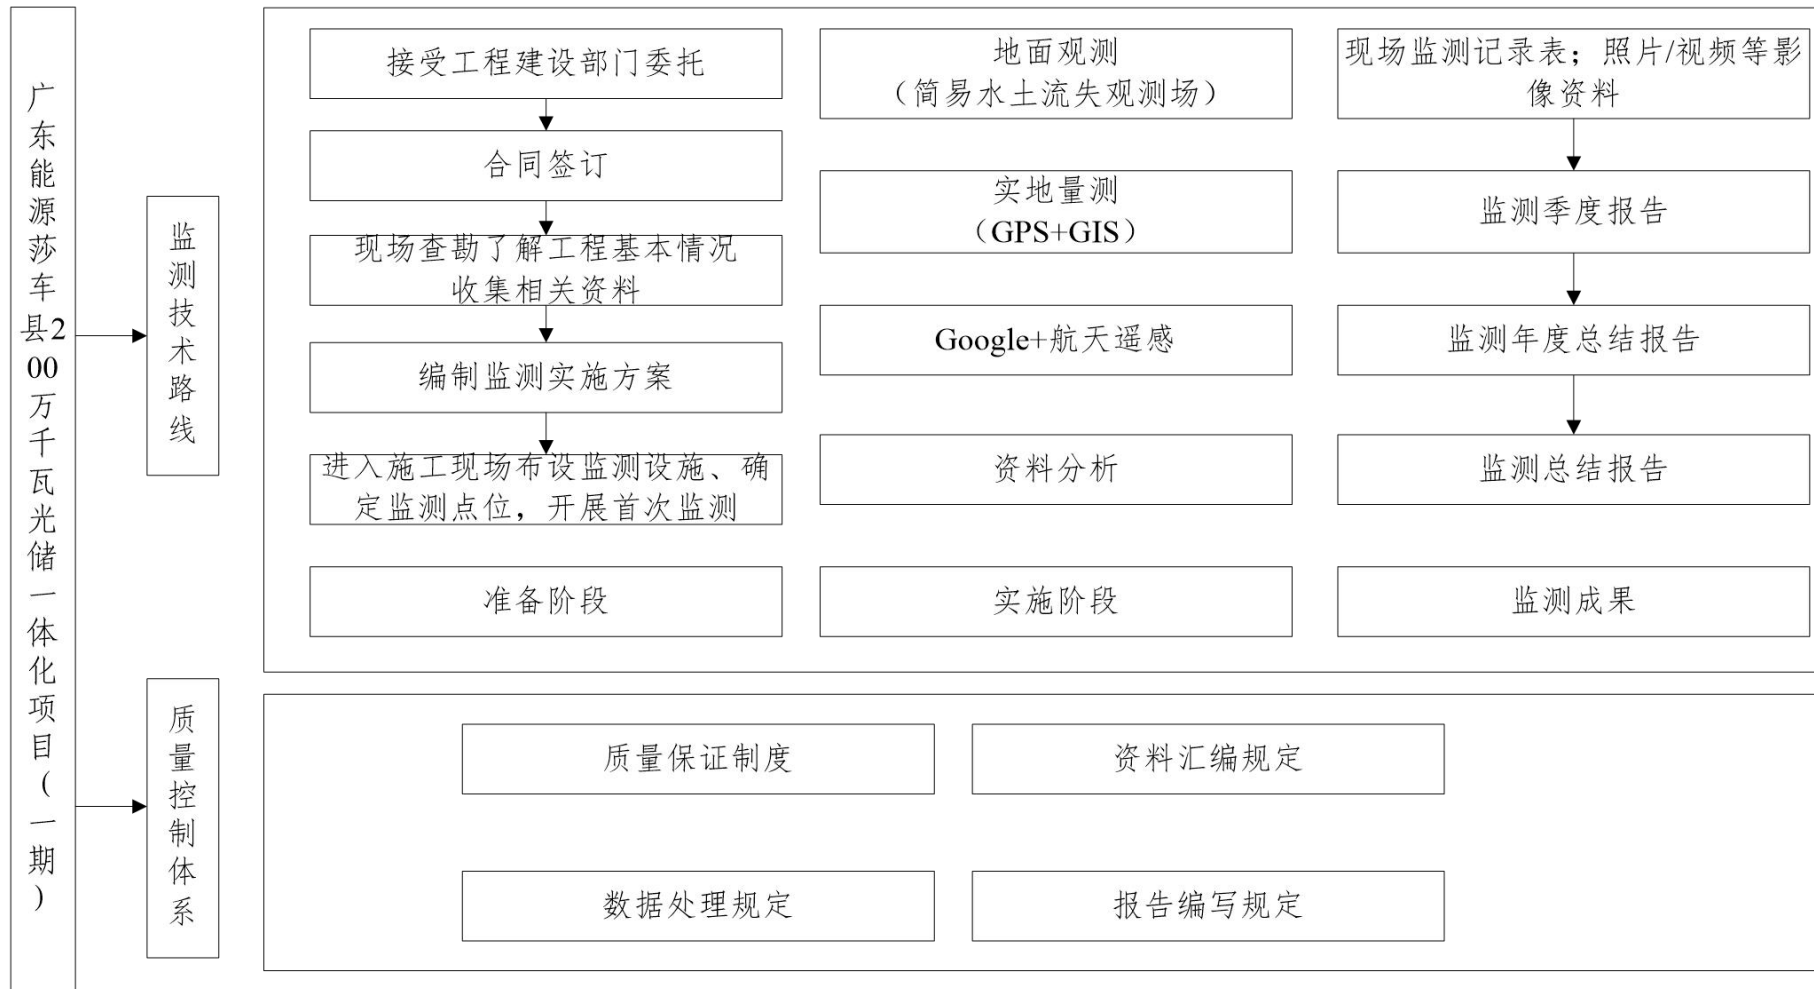 广东能源莎车县200万千瓦光储一体化项目(一期)
监测技术路线
接受工程建设部门委托
合同签订
现场查勘了解工程基本情况
收集相关资料
编制监测实施方案
进入施工现场布设监测设施、确
定监测点位，开展首次监测
准备阶段
地面观测
（简易水土流失观测场）
实地量测
（GPS+GIS）
Google+航天遥感
资料分析
实施阶段
现场监测记录表；照片/视频等影
像资料
监测季度报告
监测年度总结报告
监测总结报告
监测成果
质量控制体系
质量保证制度
资料汇编规定
数据处理规定
报告编写规定